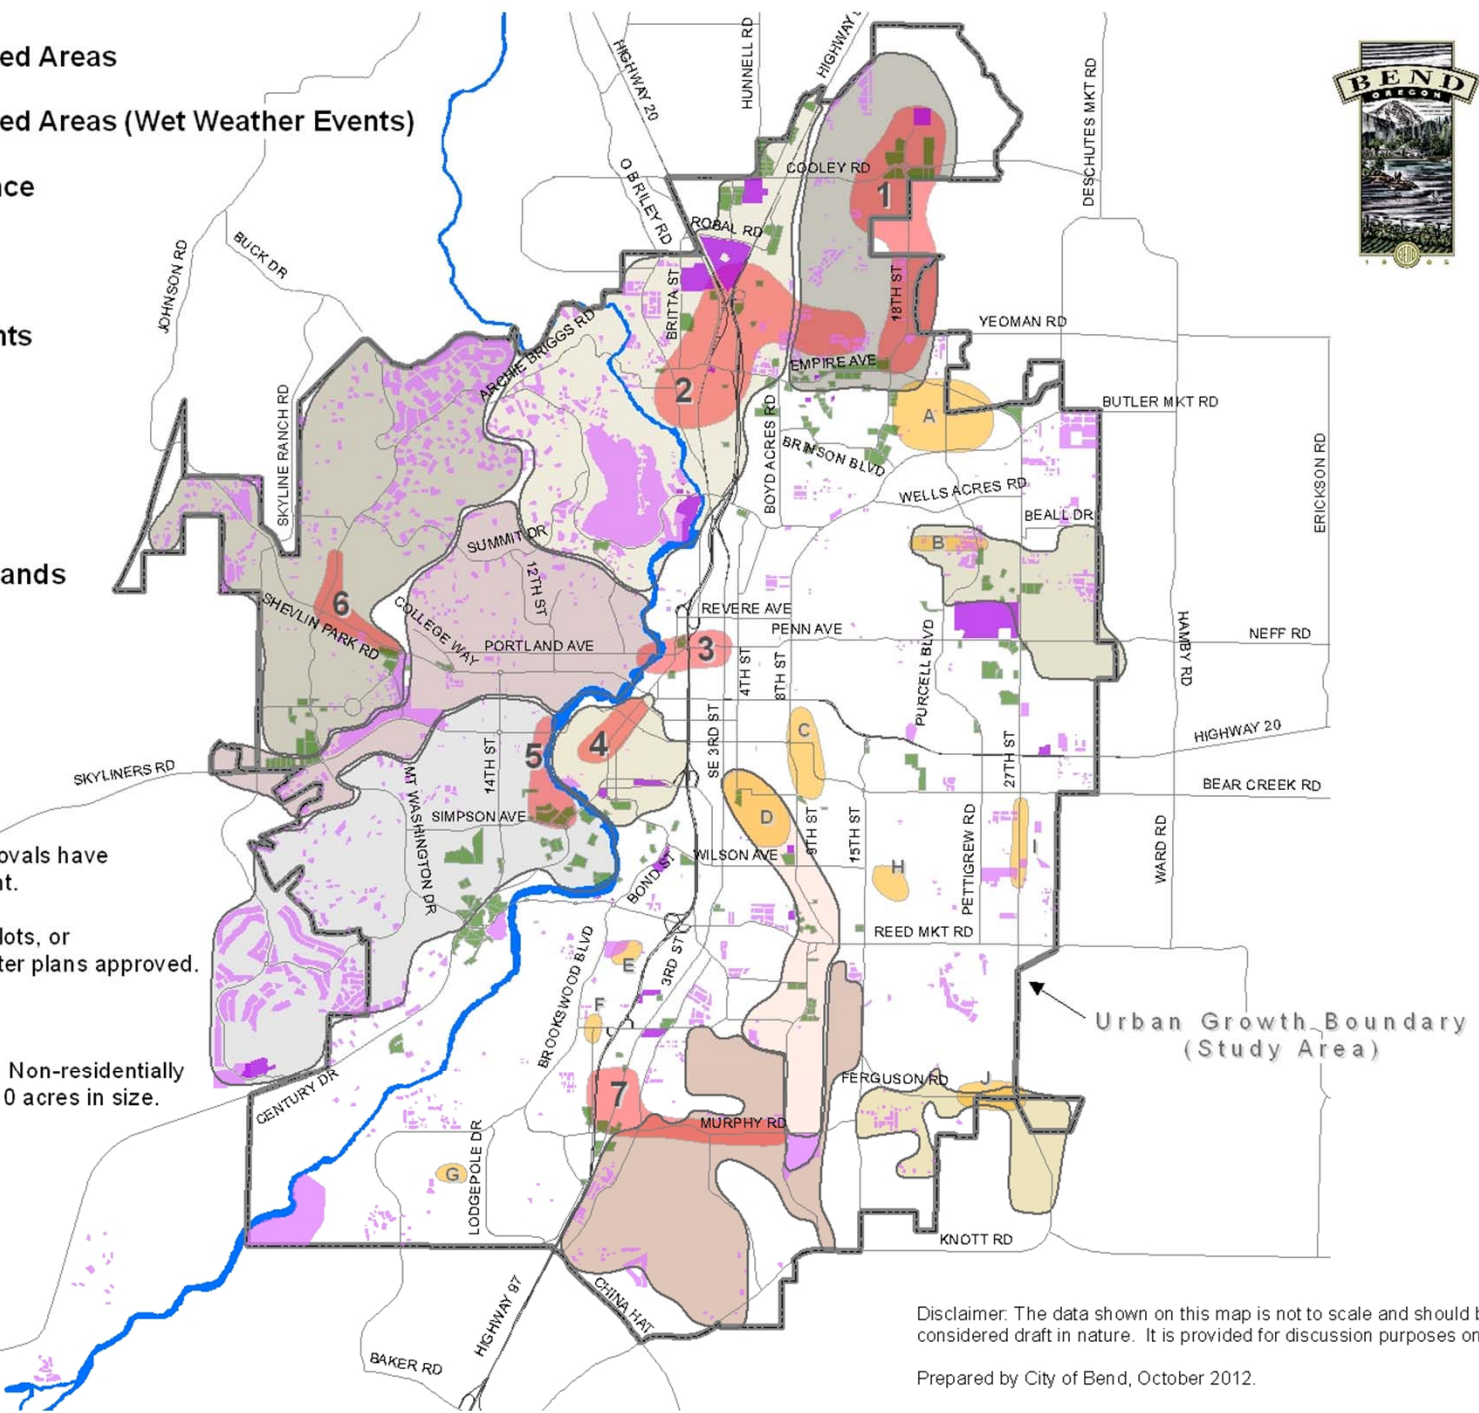 ed Areas
ed Areas (Wet Weather Events)
nce
nts
ands
ovals have
nt.
lots, or
ter plans approved.
Non-residentially
0 acres in size.
BEND
OREGON
HIGHWAY 20
HUNNELL RD
HIGHWAY
DESCHUTES MKT RD
COOLEY RD
O B RILEY RD
1
ROBAL RD
JOHNSON RD
BUCK DR
BRITTA ST
18TH ST
YEOMAN RD
ARCHIE BRIGGS RD
EMPIRE AVE
2
A
BUTLER MKT RD
SKYLINE RANCH RD
BOYD ACRES RD
BRINSON BLVD
ERICKSON RD
WELLS ACRES RD
BEALL DR
SUMMIT DR
B
12TH ST
6
SHEVLIN PARK RD
COLLEGE WAY
REVERE AVE
PENN AVE
NEFF RD
PORTLAND AVE
3
4TH ST
8TH ST
PURCELL BLVD
HAMBY RD
C
4
5
SE 3RD ST
HIGHWAY 20
27TH ST
14TH ST
SKYLINERS RD
MT WASHINGTON DR
BEAR CREEK RD
SIMPSON AVE
D
9TH ST
15TH ST
PETTIGREW RD
I
WARD RD
WILSON AVE
BOND ST
H
REED MKT RD
BROOKSWOOD BLVD
3RD ST
E
F
Urban Growth Boundary
(Study Area)
CENTURY DR
7
FERGUSON RD
J
MURPHY RD
LODGEPOLE DR
G
KNOTT RD
CHINA HAT
HIGHWAY 97
BAKER RD
Disclaimer: The data shown on this map is not to scale and should b
considered draft in nature. It is provided for discussion purposes on
Prepared by City of Bend, October 2012.